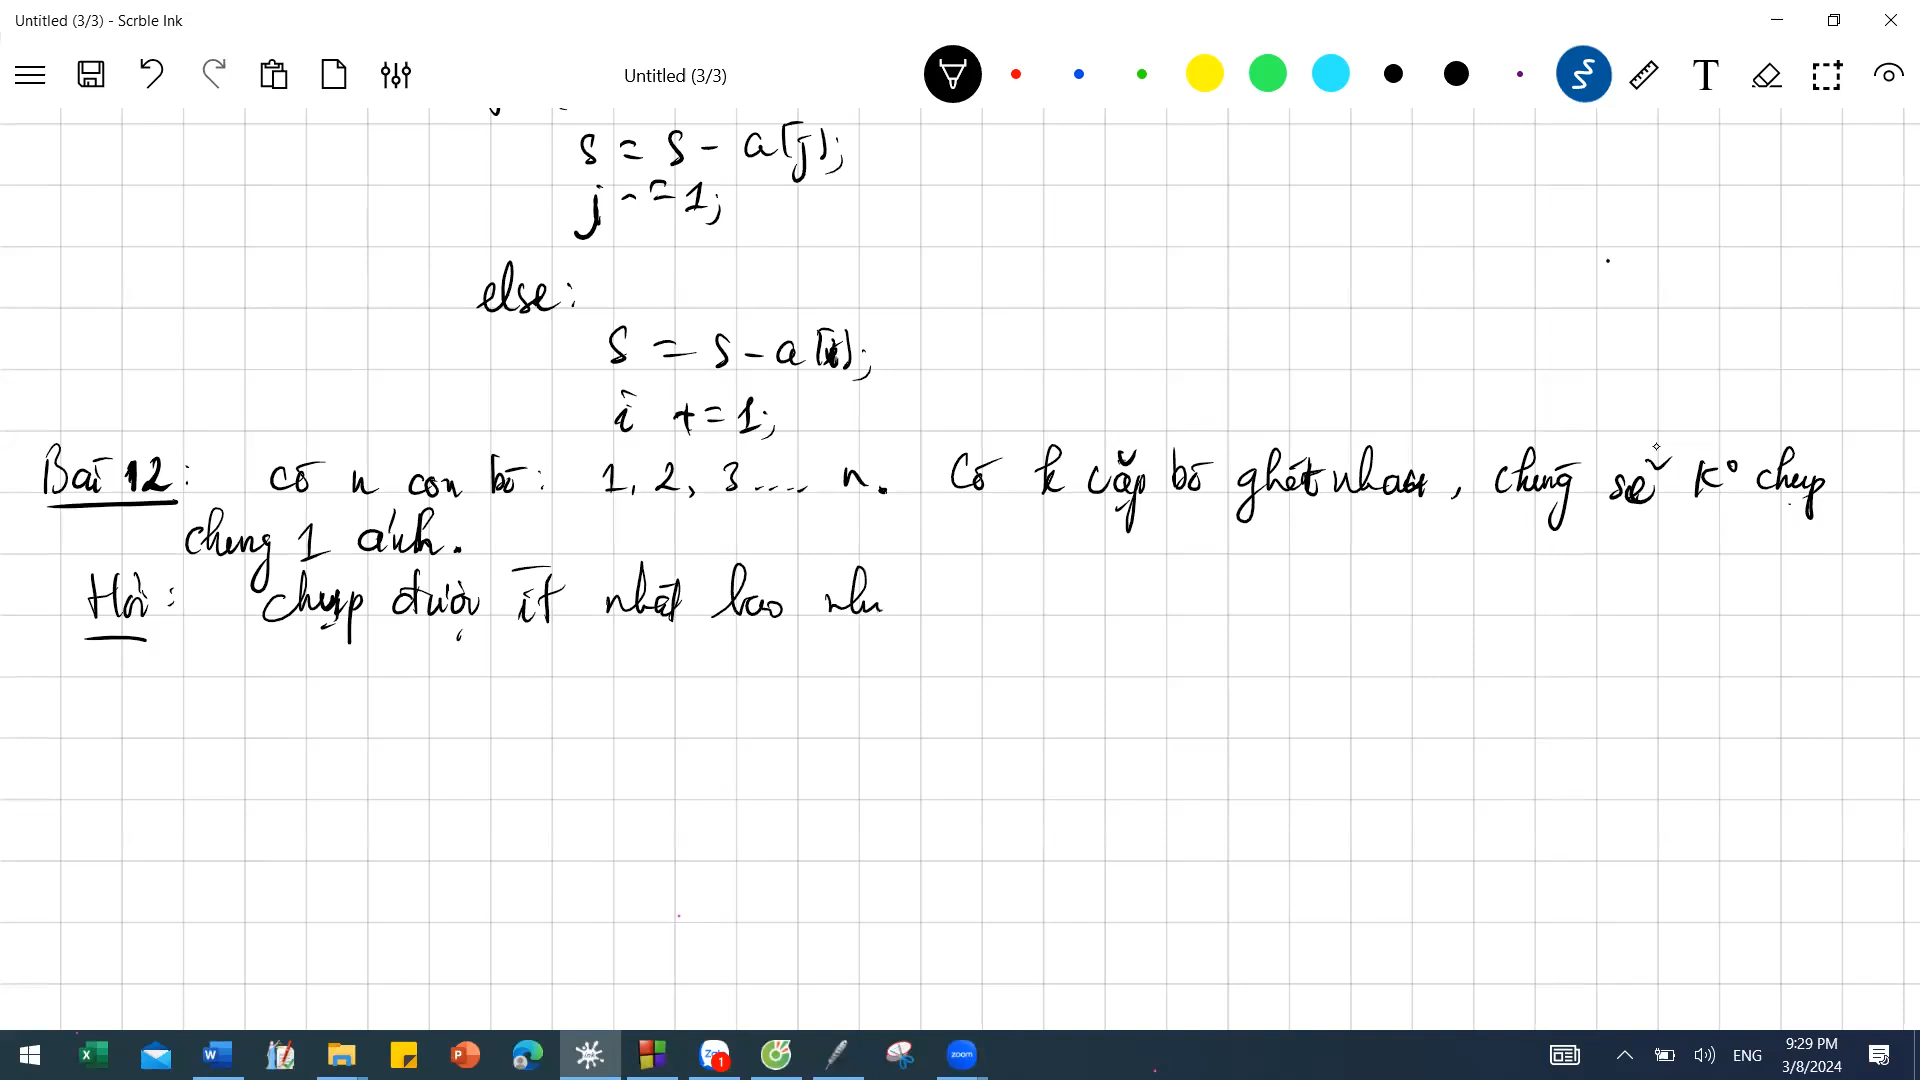 Untitled (3/3) - Scrble Ink
Untitled (3/3)
T
s = s - a[j];
j -= 1;
else:
s = s - a[i];
i += 1;
Bài 12: Có n con bò: 1, 2, 3 .... n. Có k cặp bò ghét nhau, chúng sẽ K° chụp
chung 1 ảnh.
Hỏi: chụp được ít nhất bao nhu
zoom
ENG
9:29 PM
3/8/2024